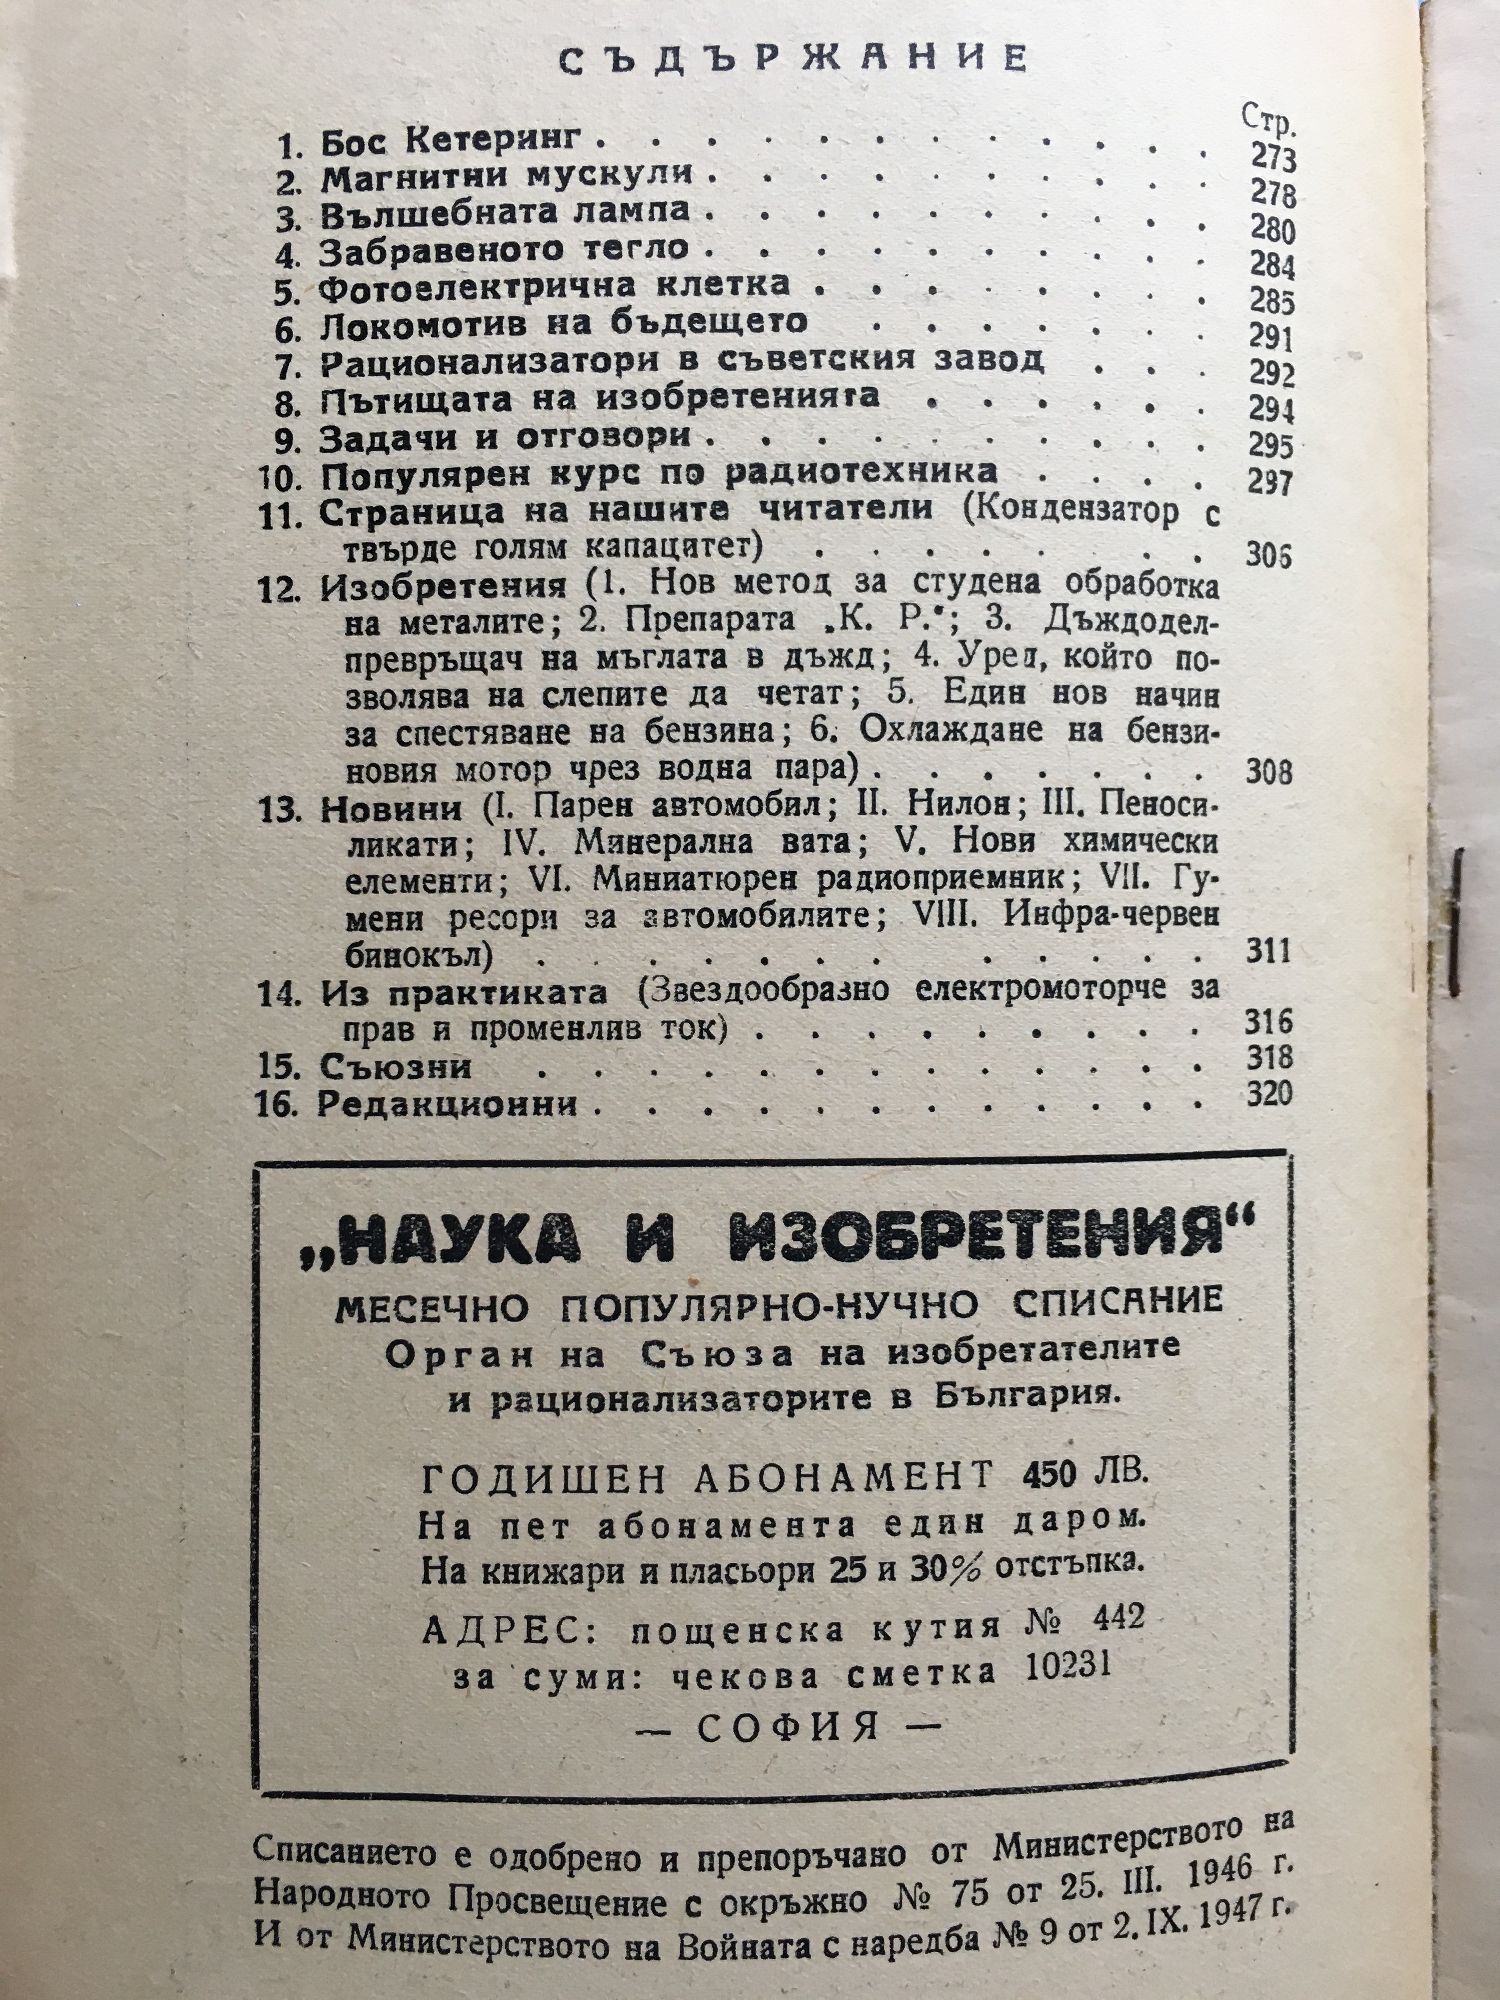 СЪДЪРЖАНИЕ
Стр.
1. Бос Кетеринг . . . . . . . . . . . . 273
2. Магнитни мускули . . . . . . . . . . 278
3. Вълшебната лампа . . . . . . . . . . 280
4. Забравеното тегло . . . . . . . . . . 284
5. Фотоелектрична клетка . . . . . . . . 285
6. Локомотив на бъдещето . . . . . . . 291
7. Рационализатори в съветския завод . . . 292
8. Пътищата на изобретенията . . . . . . 294
9. Задачи и отговори . . . . . . . . . . 295
10. Популярен курс по радиотехника . . . . 297
11. Страница на нашите читатели (Кондензатор с
твърде голям капацитет) . . . . . . . . 306
12. Изобретения (1. Нов метод за студена обработка
на металите; 2. Препарата „К. Р.“; 3. Дъждодел-
превръщач на мъглата в дъжд; 4. Уред, който по-
зволява на слепите да четат; 5. Един нов начин
за спестяване на бензина; 6. Охлаждане на бензи-
новия мотор чрез водна пара) . . . . . . . 308
13. Новини (I. Парен автомобил; II. Нилон; III. Пеноси-
ликати; IV. Минерална вата; V. Нови химически
елементи; VI. Миниатюрен радиоприемник; VII. Гу-
мени ресори за автомобилите; VIII. Инфра-червен
бинокъл) . . . . . . . . . . . . 311
14. Из практиката (Звездообразно електромоторче за
прав и променлив ток) . . . . . . . . . 316
15. Съюзни . . . . . . . . . . . . . 318
16. Редакционни . . . . . . . . . . . . 320
„НАУКА И ИЗОБРЕТЕНИЯ“
МЕСЕЧНО ПОПУЛЯРНО-НУЧНО СПИСАНИЕ
Орган на Съюза на изобретателите
и рационализаторите в България.
ГОДИШЕН АБОНАМЕНТ 450 ЛВ.
На пет абонамента един даром.
На книжари и пласьори 25 и 30% отстъпка.
АДРЕС: пощенска кутия № 442
за суми: чекова сметка 10231
— СОФИЯ —
Списанието е одобрено и препоръчано от Министерството на
Народното Просвещение с окръжно № 75 от 25. III. 1946 г.
И от Министерството на Войната с наредба № 9 от 2. IX. 1947 г.